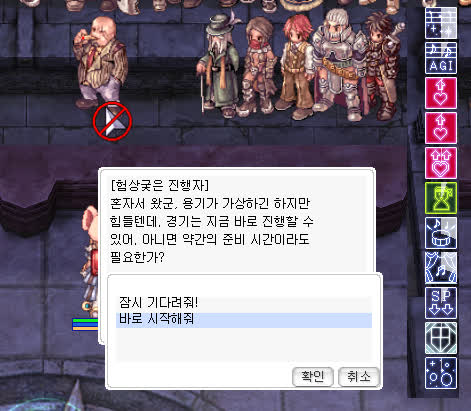 AGI
[험상궂은 진행자]
혼자서 왔군, 용기가 가상하긴 하지만
힘들텐데, 경기는 지금 바로 진행할 수
있어, 아니면 약간의 준비 시간이라도
필요한가?
SP
잠시 기다려줘!
바로 시작해줘
확인
취소